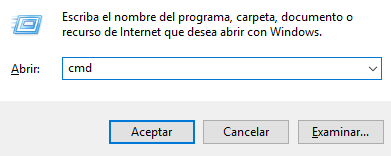 Escriba el nombre del programa, carpeta, documento o
recurso de Internet que desea abrir con Windows.
Abrir: cmd
Aceptar Cancelar Examinar...